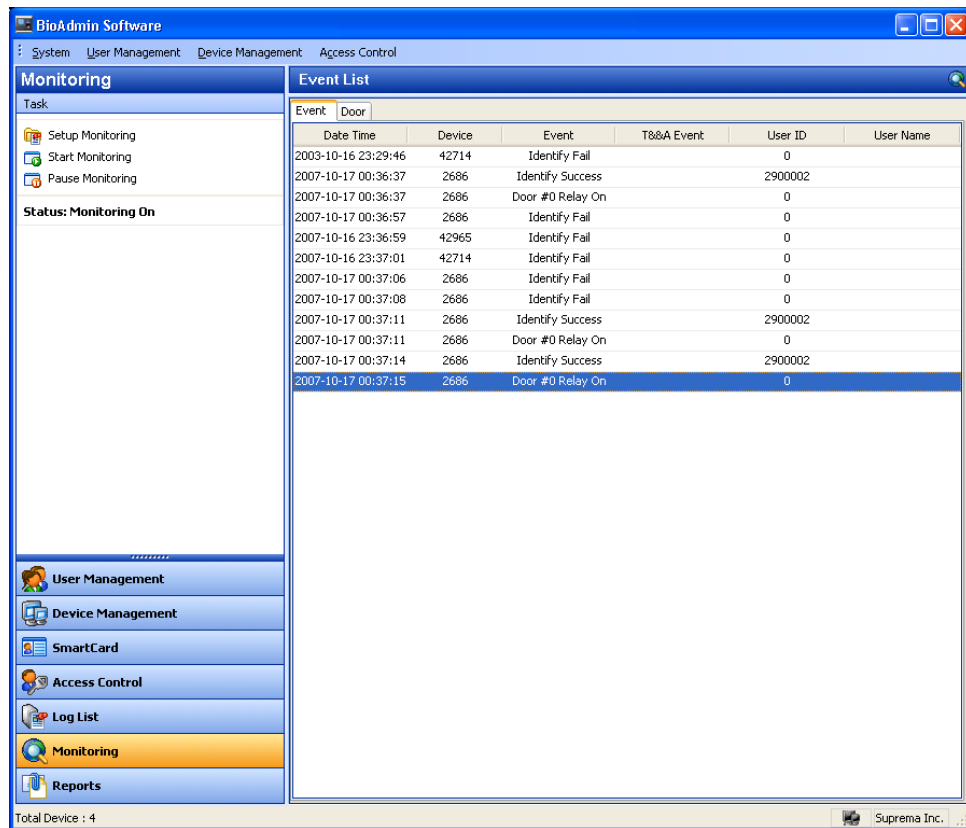 BioAdmin Software
System User Management Device Management Access Control
Monitoring
Task
Setup Monitoring
Start Monitoring
Pause Monitoring
Status: Monitoring On
User Management
Device Management
SmartCard
Access Control
Log List
Monitoring
Reports
Event List
Event Door
Date Time Device Event T&&A Event User ID User Name
2003-10-16 23:29:46 42714 Identify Fail 0
2007-10-17 00:36:37 2686 Identify Success 2900002
2007-10-17 00:36:37 2686 Door #0 Relay On 0
2007-10-17 00:36:57 2686 Identify Fail 0
2007-10-16 23:36:59 42965 Identify Fail 0
2007-10-16 23:37:01 42714 Identify Fail 0
2007-10-17 00:37:06 2686 Identify Fail 0
2007-10-17 00:37:08 2686 Identify Fail 0
2007-10-17 00:37:11 2686 Identify Success 2900002
2007-10-17 00:37:11 2686 Door #0 Relay On 0
2007-10-17 00:37:14 2686 Identify Success 2900002
2007-10-17 00:37:15 2686 Door #0 Relay On 0
Total Device : 4 Suprema Inc.